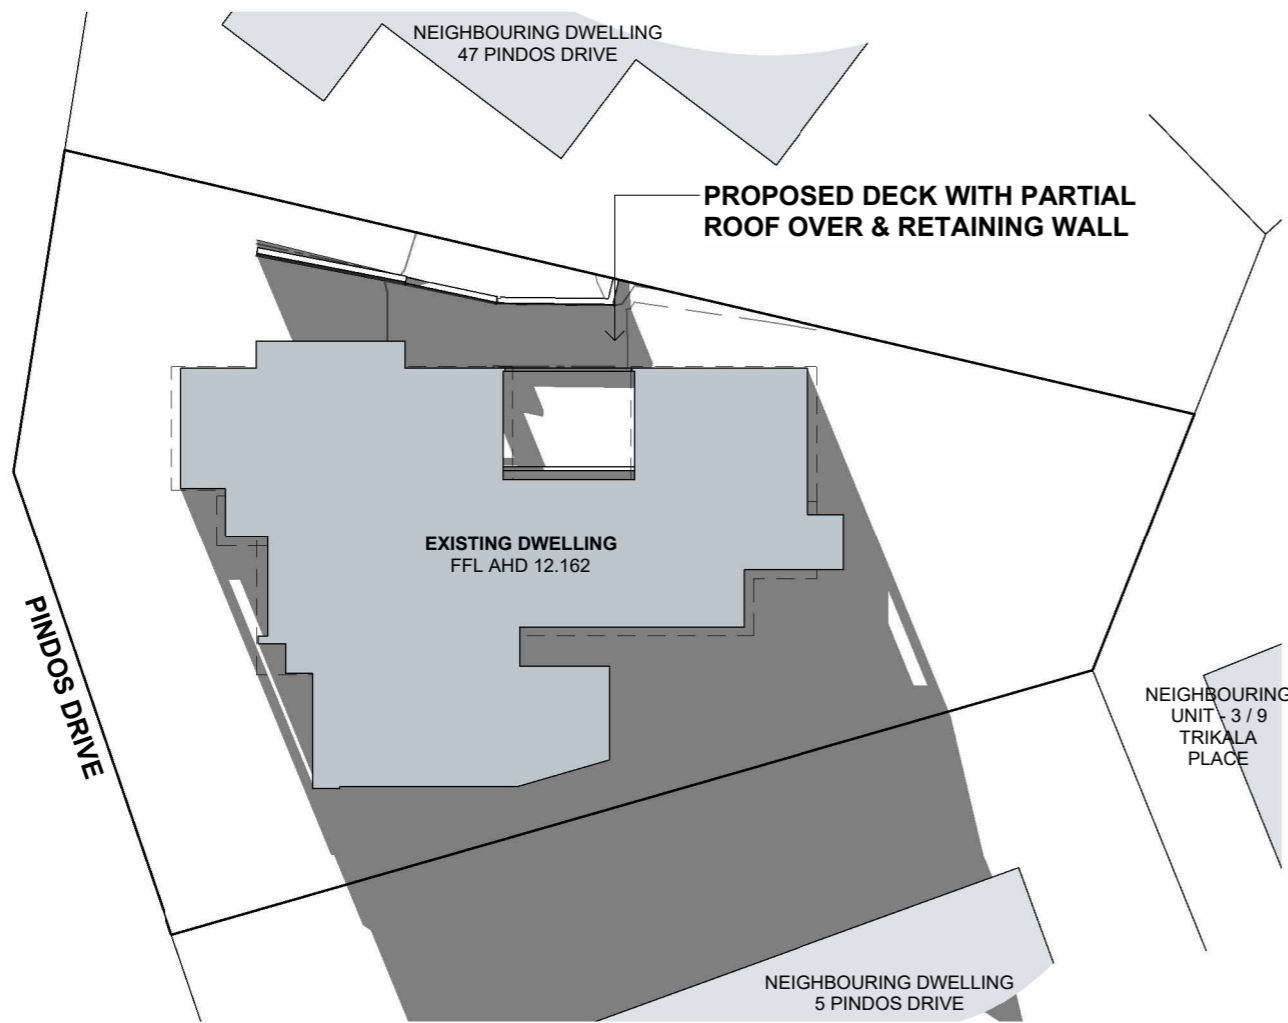 NEIGHBOURING DWELLING
47 PINDOS DRIVE
PROPOSED DECK WITH PARTIAL
ROOF OVER & RETAINING WALL
EXISTING DWELLING
FFL AHD 12.162
PINDOS DRIVE
NEIGHBOURING
UNIT - 3 / 9
TRIKALA
PLACE
NEIGHBOURING DWELLING
5 PINDOS DRIVE